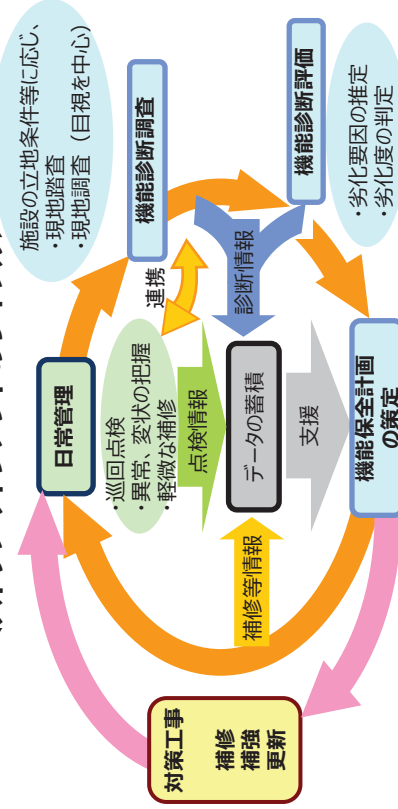 施設の立地条件等に応じ、
・現地踏査
・現地調査（目視を中心）
日常管理
・巡回点検
・異常、変状の把握
・軽微な補修
連携
機能診断調査
点検情報
診断情報
機能診断評価
・劣化要因の推定
・劣化度の判定
データの蓄積
補修等情報
支援
機能保全計画
の策定
対策工事
補修
補強
更新